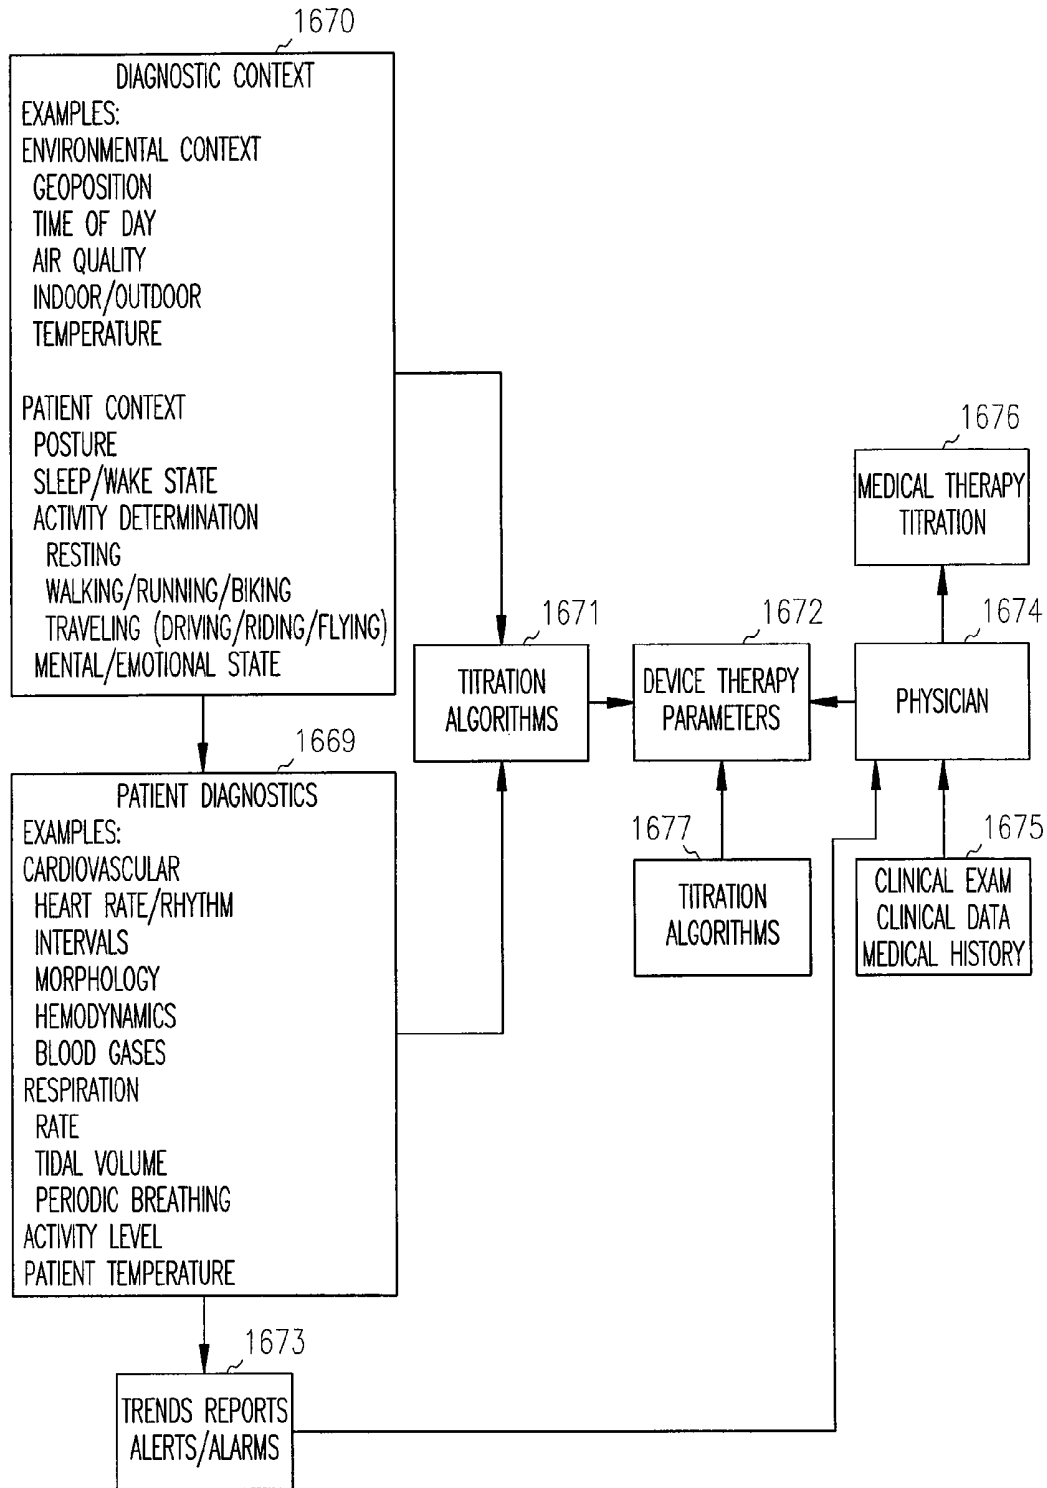 1670
DIAGNOSTIC CONTEXT
EXAMPLES:
ENVIRONMENTAL CONTEXT
GEOPOSITION
TIME OF DAY
AIR QUALITY
INDOOR/OUTDOOR
TEMPERATURE
PATIENT CONTEXT
POSTURE
SLEEP/WAKE STATE
ACTIVITY DETERMINATION
RESTING
WALKING/RUNNING/BIKING
TRAVELING (DRIVING/RIDING/FLYING)
MENTAL/EMOTIONAL STATE
1669
PATIENT DIAGNOSTICS
EXAMPLES:
CARDIOVASCULAR
HEART RATE/RHYTHM
INTERVALS
MORPHOLOGY
HEMODYNAMICS
BLOOD GASES
RESPIRATION
RATE
TIDAL VOLUME
PERIODIC BREATHING
ACTIVITY LEVEL
PATIENT TEMPERATURE
1673
TRENDS REPORTS
ALERTS/ALARMS
1671
TITRATION
ALGORITHMS
1672
DEVICE THERAPY
PARAMETERS
1677
TITRATION
ALGORITHMS
1676
MEDICAL THERAPY
TITRATION
1674
PHYSICIAN
1675
CLINICAL EXAM
CLINICAL DATA
MEDICAL HISTORY